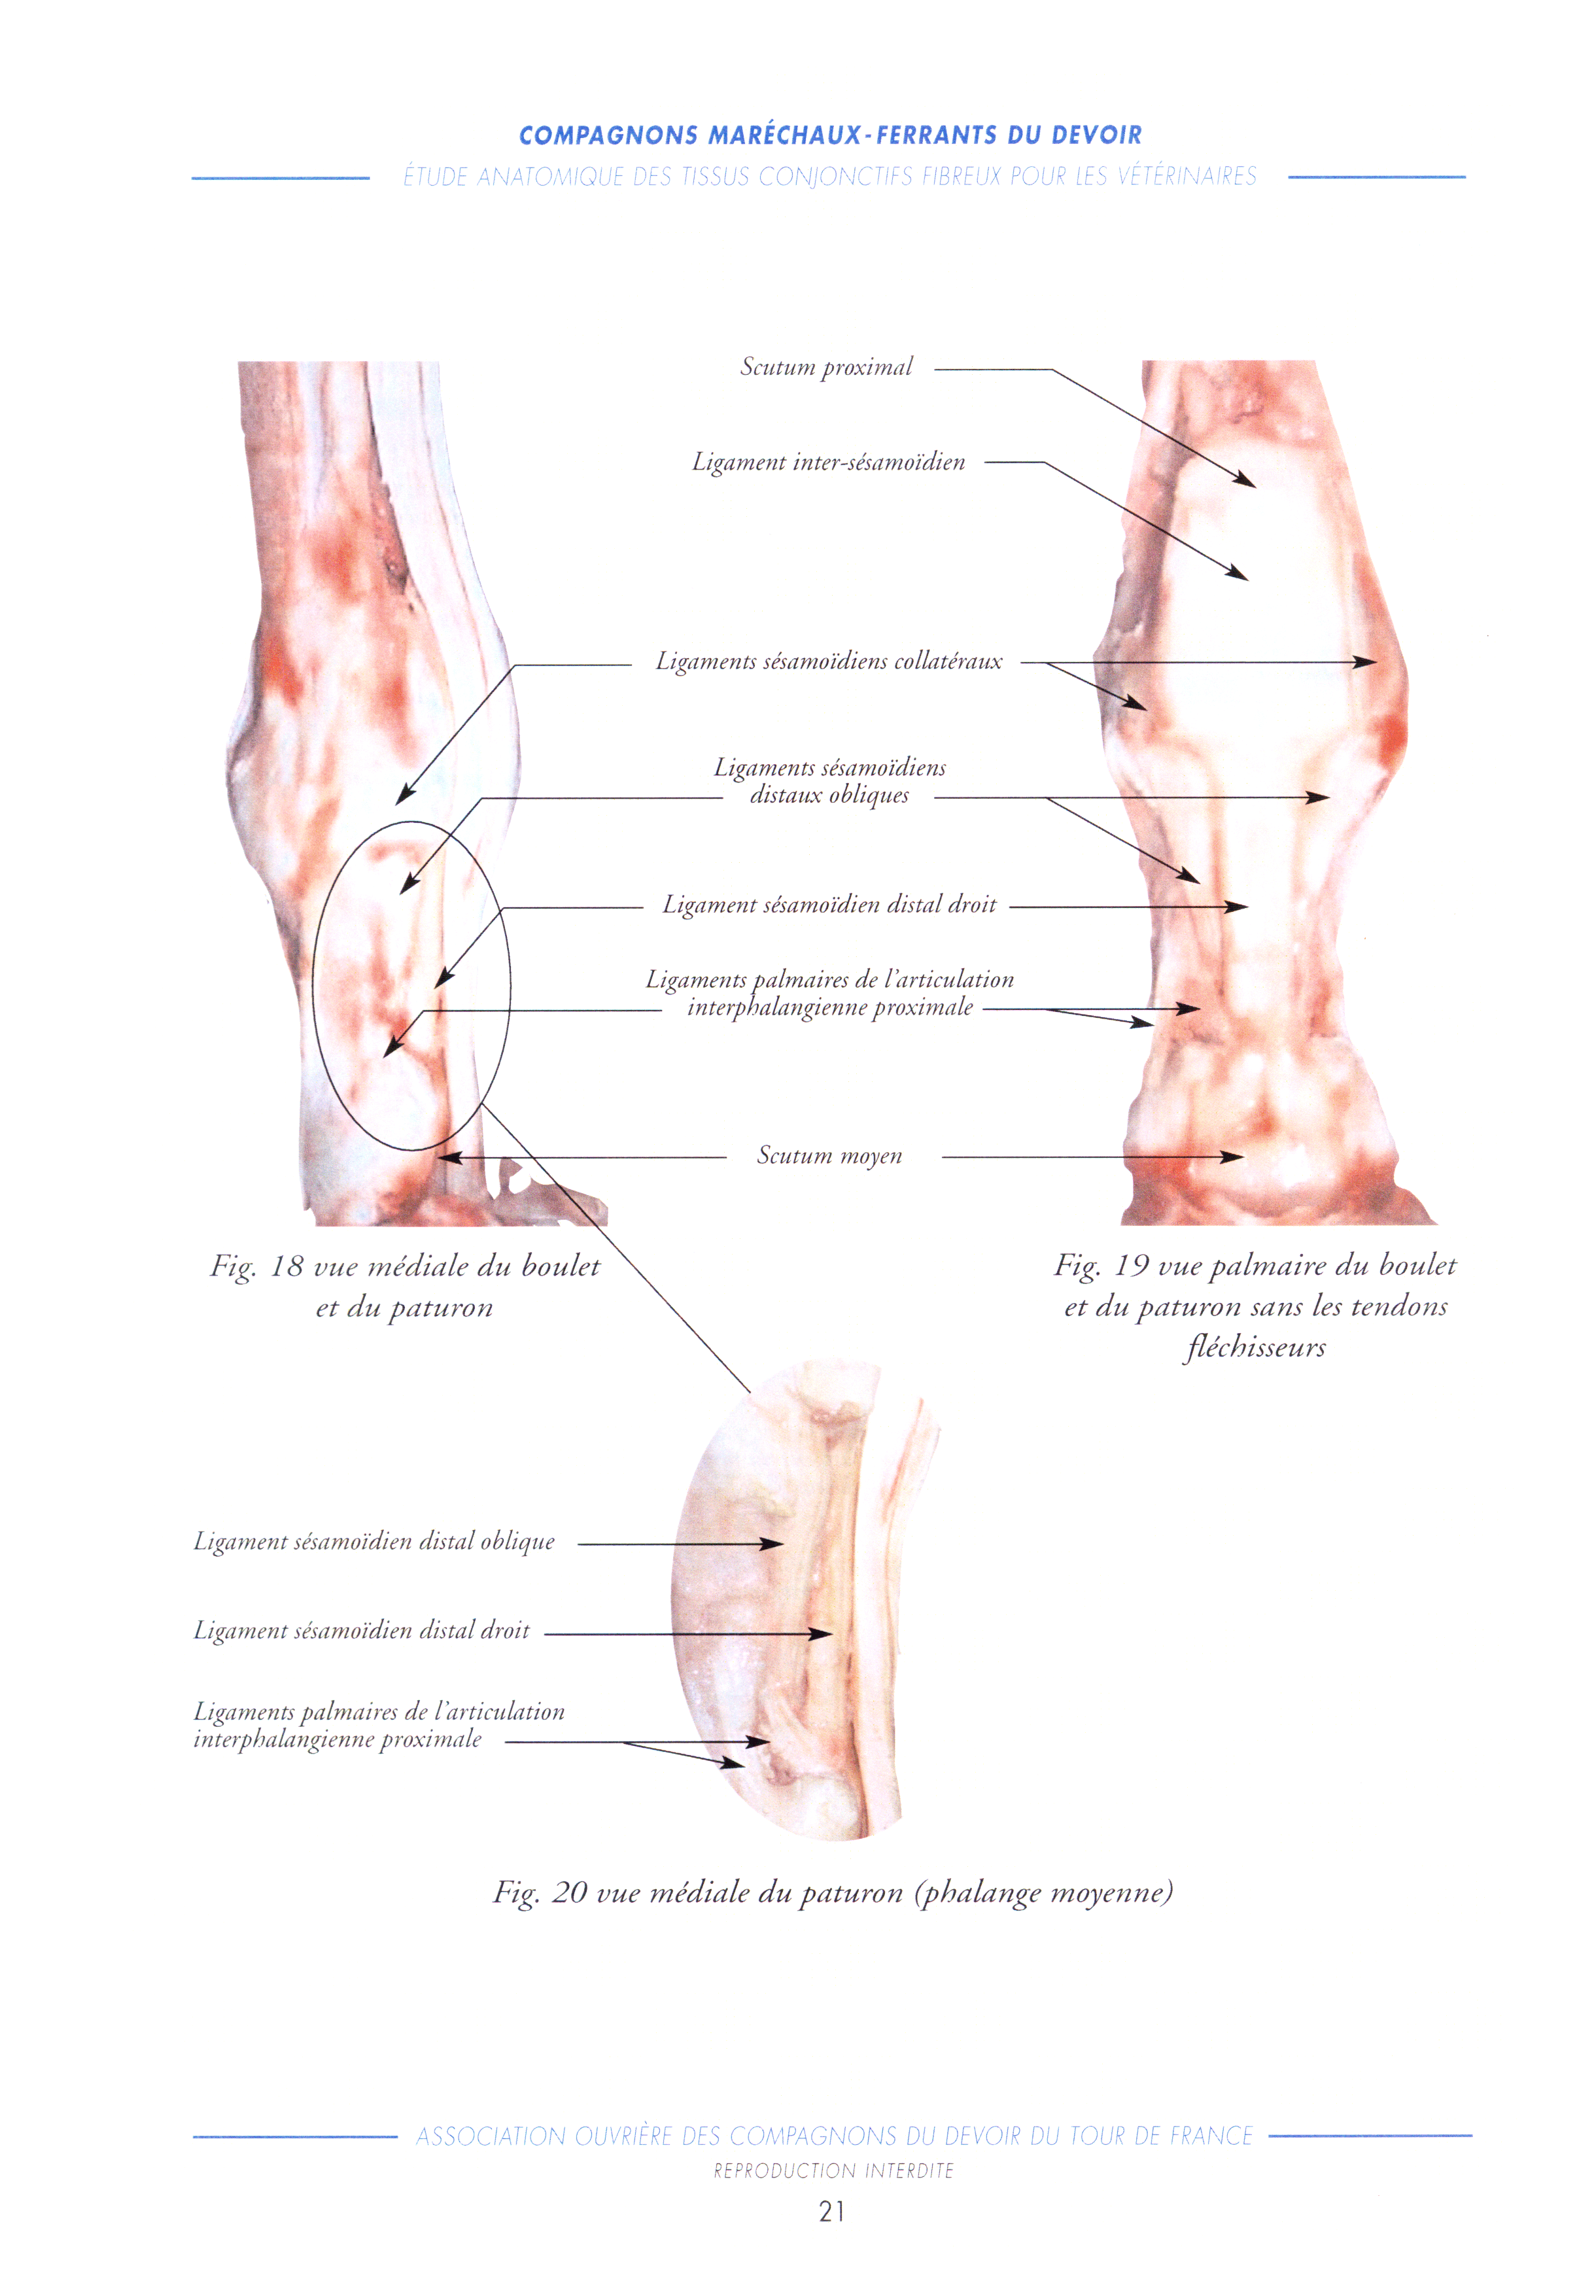 COMPAGNONS MARÉCHAUX-FERRANTS DU DEVOIR
ÉTUDE ANATOMIQUE DES TISSUS CONJONCTIFS FIBREUX POUR LES VÉTÉRINAIRES
Scutum proximal
Ligament inter-sésamoïdien
Ligaments sésamoïdiens collatéraux
Ligaments sésamoïdiens
distaux obliques
Ligament sésamoïdien distal droit
Ligaments palmaires de l'articulation
interphalangienne proximale
Scutum moyen
Fig. 18 vue médiale du boulet
et du paturon
Fig. 19 vue palmaire du boulet
et du paturon sans les tendons
fléchisseurs
Ligament sésamoïdien distal oblique
Ligament sésamoïdien distal droit
Ligaments palmaires de l'articulation
interphalangienne proximale
Fig. 20 vue médiale du paturon (phalange moyenne)
ASSOCIATION OUVRIÈRE DES COMPAGNONS DU DEVOIR DU TOUR DE FRANCE
REPRODUCTION INTERDITE
21